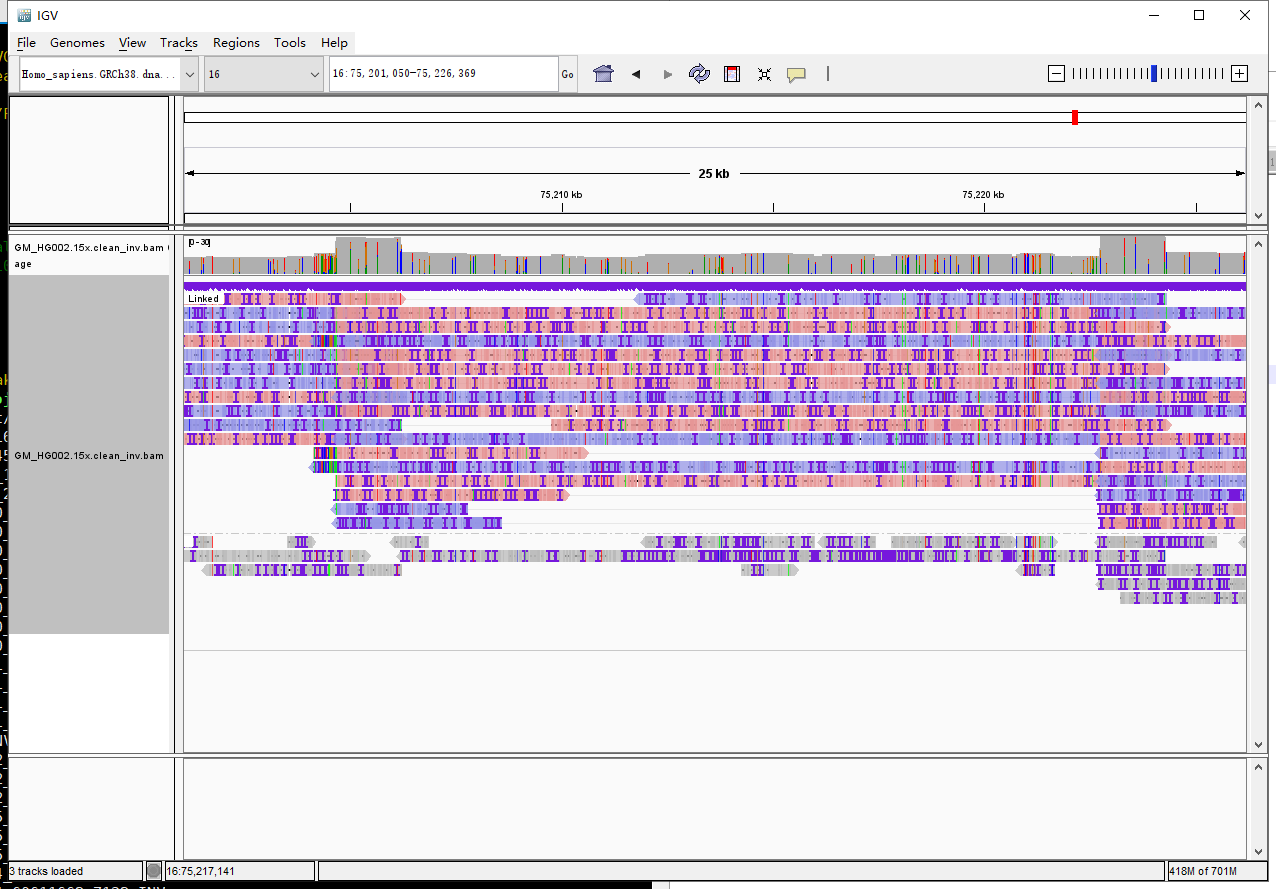 IGV
File Genomes View Tracks Regions Tools Help
Homo_sapiens.GRCh38.dna... 16 16:75,201,050-75,226,369 Go
25 kb
75,210 kb 75,220 kb
GM_HG002.15x.clean_inv.bam
age
[0 - 30]
Linked
GM_HG002.15x.clean_inv.bam
3 tracks loaded 16:75,217,141 418M of 701M